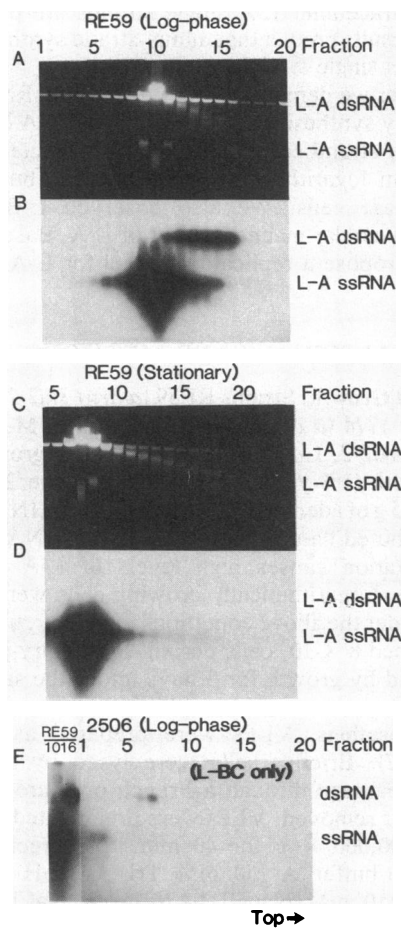 RE59 (Log-phase)
1 5 10 15 20 Fraction
A
L-A dsRNA
L-A ssRNA
B
L-A dsRNA
L-A ssRNA
RE59 (Stationary)
5 10 15 20 Fraction
C
L-A dsRNA
L-A ssRNA
D
L-A dsRNA
L-A ssRNA
RE59 2506 (Log-phase)
10 16 1 5 10 15 20 Fraction
E
(L-BC only)
dsRNA
ssRNA
Top→